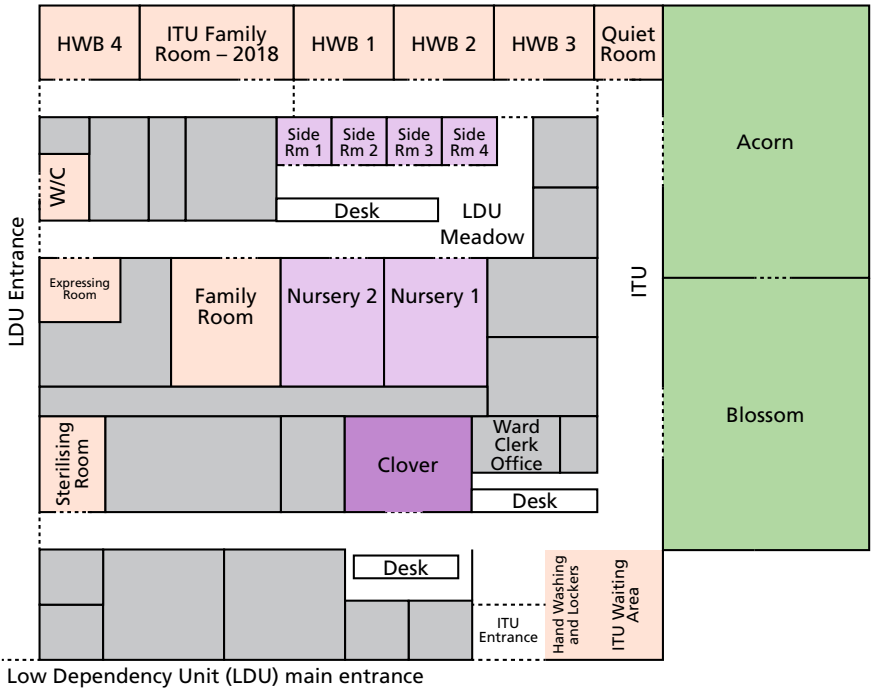 HWB 4
ITU Family
Room – 2018
HWB 1
HWB 2
HWB 3
Quiet
Room
Acorn
Side
Rm 1
Side
Rm 2
Side
Rm 3
Side
Rm 4
W/C
Desk
LDU
Meadow
LDU Entrance
ITU
Expressing
Room
Family
Room
Nursery 2
Nursery 1
Blossom
Sterilising
Room
Clover
Ward
Clerk
Office
Desk
Desk
ITU
Entrance
Hand Washing
and Lockers
ITU Waiting
Area
Low Dependency Unit (LDU) main entrance